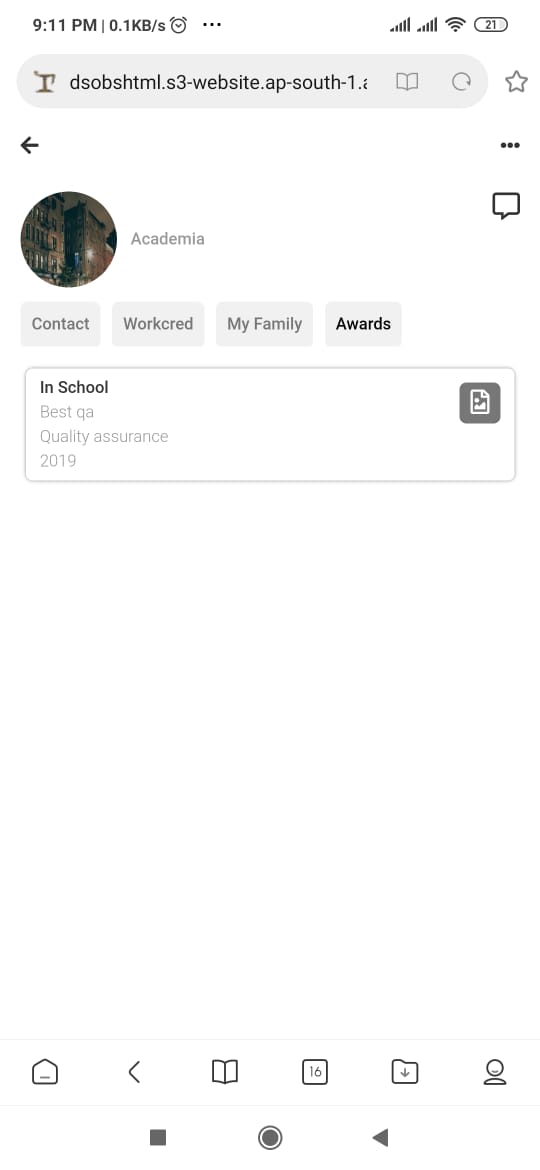 9:11 PM | 0.1KB/s
21
dsobshtml.s3-website.ap-south-1.a
Academia
Contact Workcred My Family Awards
In School
Best qa
Quality assurance
2019
16